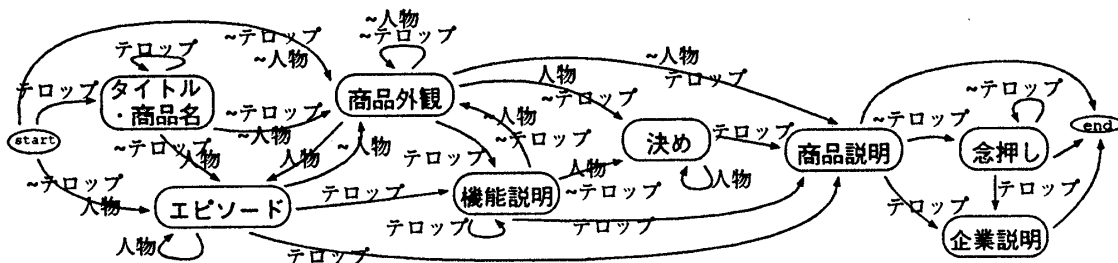 ~人物
~テロップ
テロップ
~テロップ
~人物
~人物
テロップ
テロップ
タイトル
・商品名
商品外観
人物
~テロップ
~テロップ
end
start
~テロップ
~人物
~人物
~テロップ
決め
テロップ
商品説明
~テロップ
念押し
~テロップ
人物
人物
~人物
テロップ
人物
~テロップ
人物
~テロップ
人物
エピソード
テロップ
機能説明
テロップ
テロップ
企業説明
人物
テロップ
テロップ
テロップ